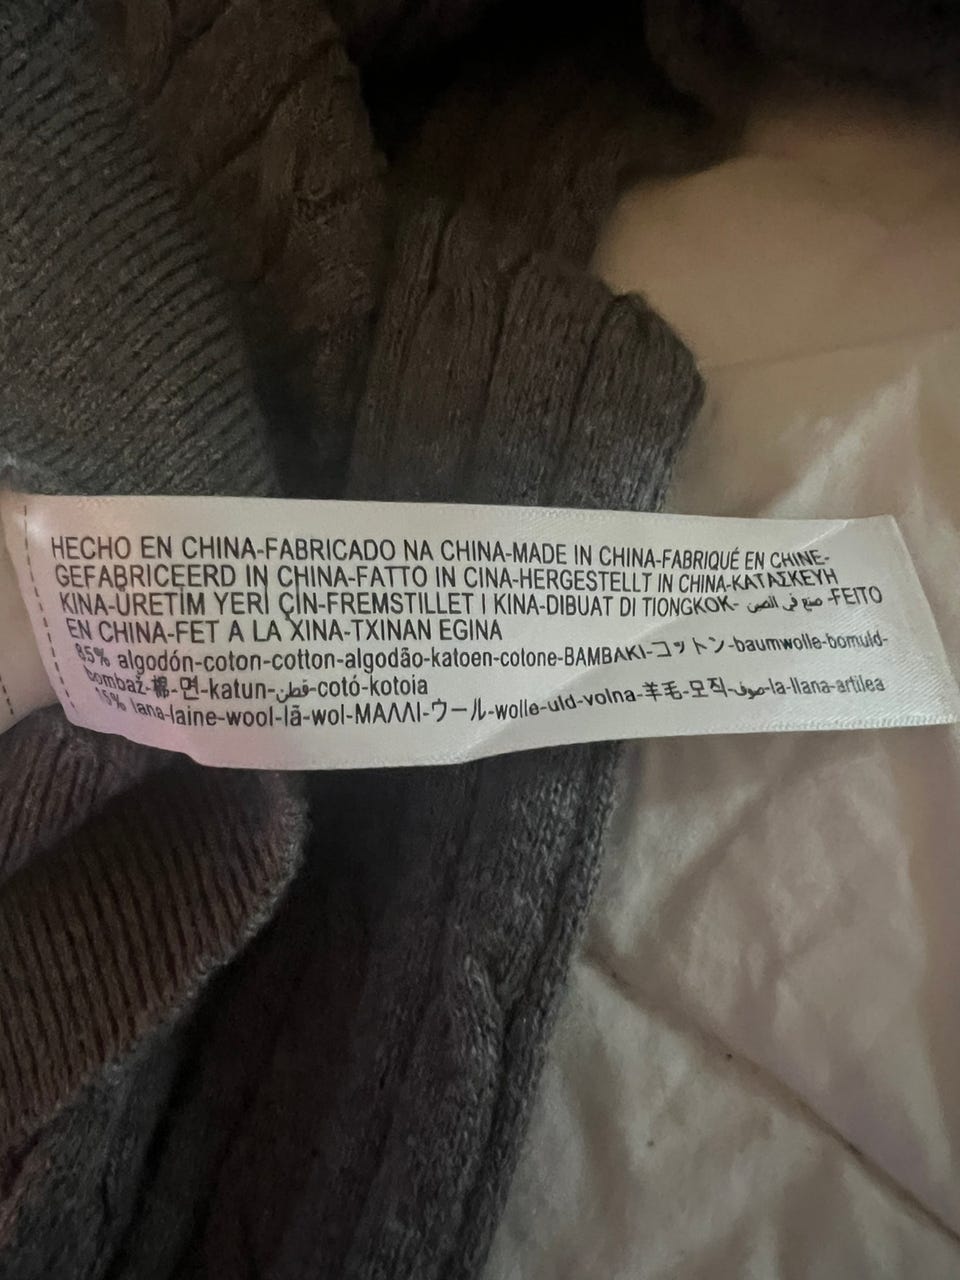 HECHO EN CHINA-FABRICADO NA CHINA-MADE IN CHINA-FABRIQUÉ EN CHINE-
GEFABRICEERD IN CHINA-FATTO IN CINA-HERGESTELLT IN CHINA-ΚΑΤΑΣΚΕΥΗ
KINA-ÜRETİM YERİ ÇİN-FREMSTILLET I KINA-DIBUAT DI TIONGKOK- صنع في الصين -FEITO
EN CHINA-FET A LA XINA-TXINAN EGINA
85% algodón-coton-cotton-algodão-katoen-cotone-BAMBAKI-コットン-baumwolle-bomuld-
bombaž-棉-면-katun-قطن-cotó-kotoia
15% lana-laine-wool-lã-wol-ΜΑΛΛΙ-ウール-wolle-uld-volna-羊毛-모직-صوف-la-llana-artilea